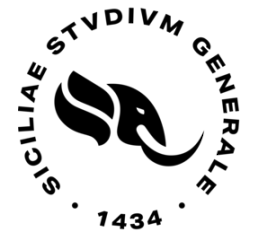 SICILIAE STVDIVM GENERALE
· 1434 ·